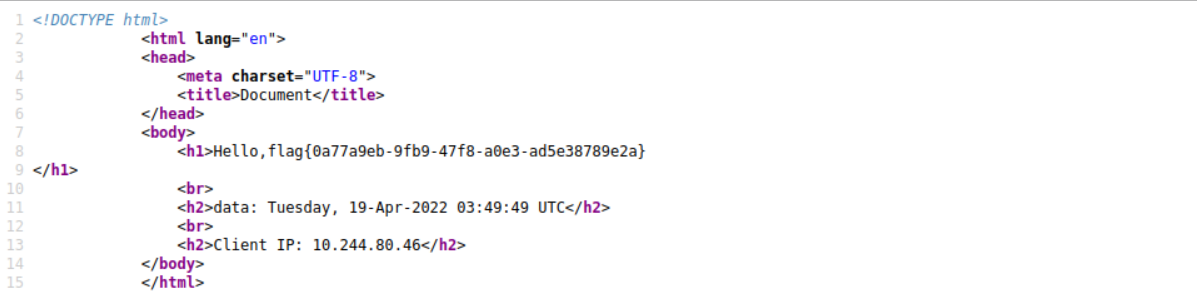 1 <!DOCTYPE html>
2 <html lang="en">
3 <head>
4 <meta charset="UTF-8">
5 <title>Document</title>
6 </head>
7 <body>
8 <h1>Hello,flag{0a77a9eb-9fb9-47f8-a0e3-ad5e38789e2a}
9 </h1>
10 <br>
11 <h2>data: Tuesday, 19-Apr-2022 03:49:49 UTC</h2>
12 <br>
13 <h2>Client IP: 10.244.80.46</h2>
14 </body>
15 </html>